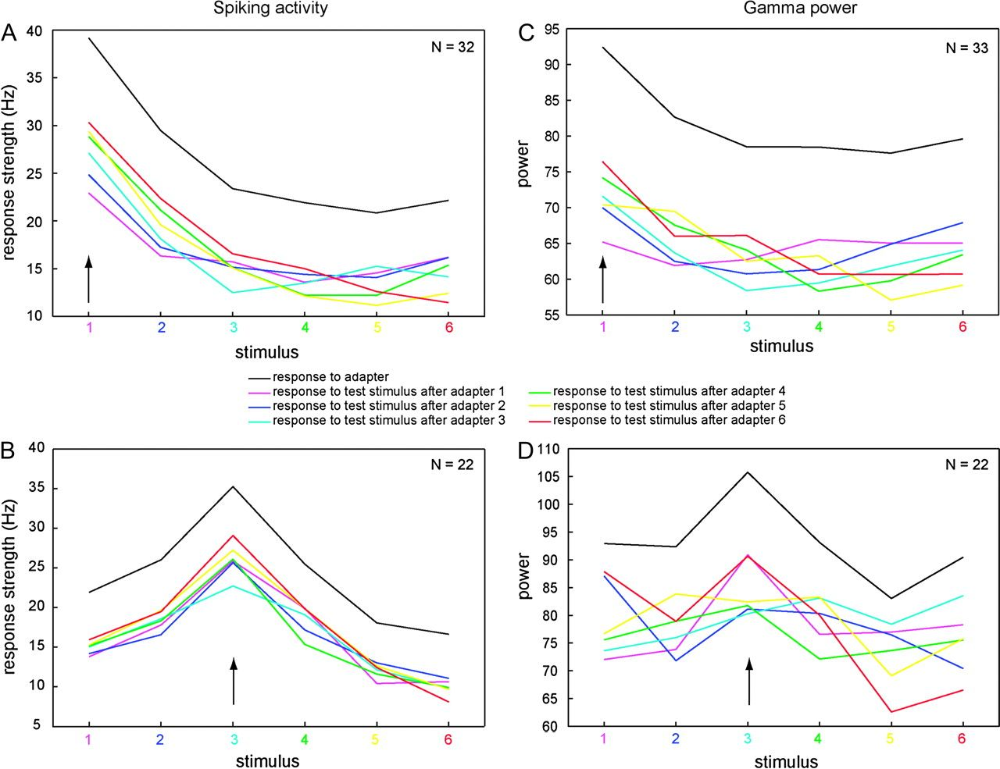 Spiking activity
Gamma power
A
N = 32
40
35
30
25
20
15
10
response strength (Hz)
1 2 3 4 5 6
stimulus
C
N = 33
95
90
85
80
75
70
65
60
55
power
1 2 3 4 5 6
stimulus
response to adapter
response to test stimulus after adapter 1
response to test stimulus after adapter 2
response to test stimulus after adapter 3
response to test stimulus after adapter 4
response to test stimulus after adapter 5
response to test stimulus after adapter 6
B
N = 22
40
35
30
25
20
15
10
5
response strength (Hz)
1 2 3 4 5 6
stimulus
D
N = 22
110
105
100
95
90
85
80
75
70
65
60
power
1 2 3 4 5 6
stimulus